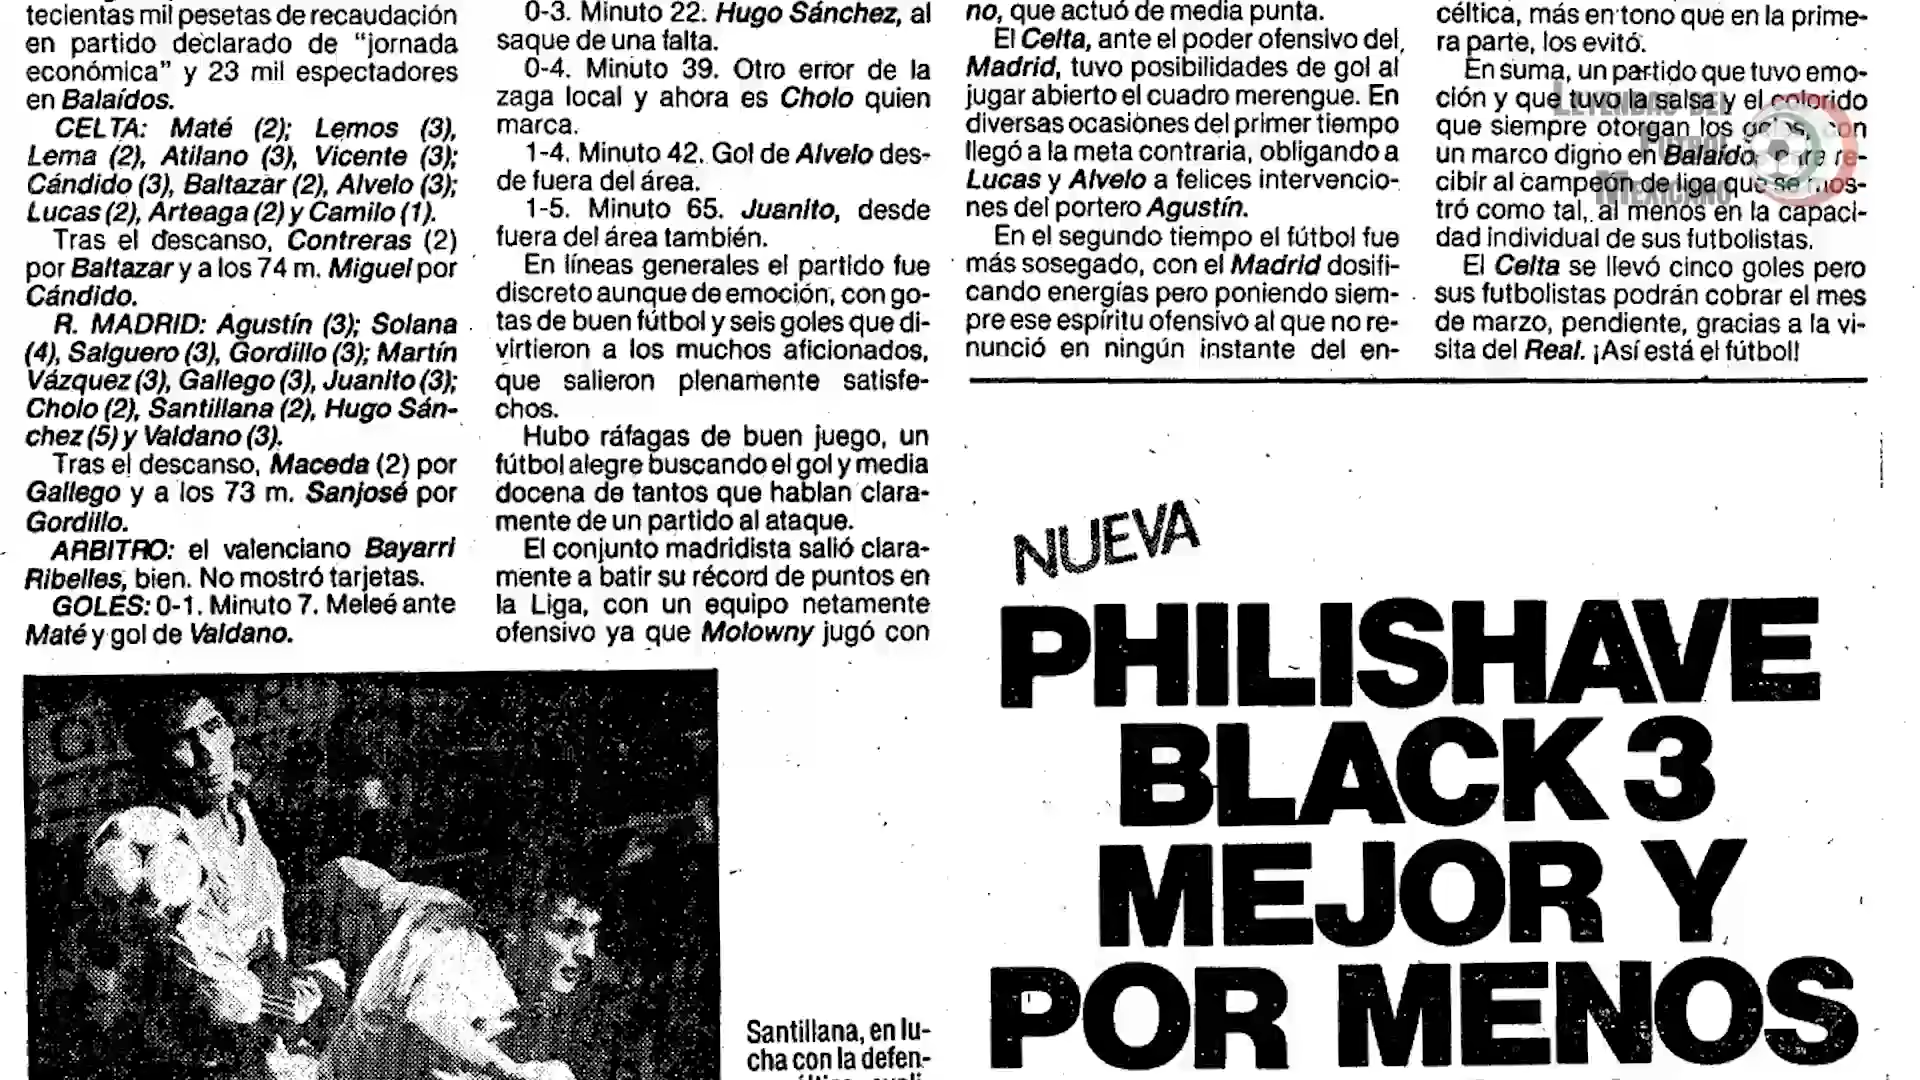 tecientas mil pesetas de recaudación
en partido declarado de "jornada
económica" y 23 mil espectadores
en Balaídos.
CELTA: Maté (2); Lemos (3),
Lema (2), Atilano (3), Vicente (3);
Cándido (3), Baltazar (2), Alvelo (3);
Lucas (2), Arteaga (2) y Camilo (1).
Tras el descanso, Contreras (2)
por Baltazar y a los 74 m. Miguel por
Cándido.
R. MADRID: Agustín (3); Solana
(4), Salguero (3), Gordillo (3); Martín
Vázquez (3), Gallego (3), Juanito (3);
Cholo (2), Santillana (2), Hugo Sán-
chez (5) y Valdano (3).
Tras el descanso, Maceda (2) por
Gallego y a los 73 m. Sanjosé por
Gordillo.
ARBITRO: el valenciano Bayarri
Ribelles, bien. No mostró tarjetas.
GOLES: 0-1. Minuto 7. Meleé ante
Maté y gol de Valdano.
0-3. Minuto 22. Hugo Sánchez, al
saque de una falta.
0-4. Minuto 39. Otro error de la
zaga local y ahora es Cholo quien
marca.
1-4. Minuto 42. Gol de Alvelo des-
de fuera del área.
1-5. Minuto 65. Juanito, desde
fuera del área también.
En líneas generales el partido fue
discreto aunque de emoción, con go-
tas de buen fútbol y seis goles que di-
virtieron a los muchos aficionados,
que salieron plenamente satisfe-
chos.
Hubo ráfagas de buen juego, un
fútbol alegre buscando el gol y media
docena de tantos que hablan clara-
mente de un partido al ataque.
El conjunto madridista salió clara-
mente a batir su récord de puntos en
la Liga, con un equipo netamente
ofensivo ya que Molowny jugó con
no, que actuó de media punta.
El Celta, ante el poder ofensivo del
Madrid, tuvo posibilidades de gol al
jugar abierto el cuadro merengue. En
diversas ocasiones del primer tiempo
llegó a la meta contraria, obligando a
Lucas y Alvelo a felices intervencio-
nes del portero Agustín.
En el segundo tiempo el fútbol fue
más sosegado, con el Madrid dosifi-
cando energías pero poniendo siem-
pre ese espíritu ofensivo al que no re-
nunció en ningún instante del en-
céltica, más en tono que en la prime-
ra parte, los evitó.
En suma, un partido que tuvo emo-
ción y que tuvo la salsa y el colorido
que siempre otorgan los goles, con
un marco digno en Balaídos, para re-
cibir al campeón de liga que se mos-
tró como tal, al menos en la capaci-
dad individual de sus futbolistas.
El Celta se llevó cinco goles pero
sus futbolistas podrán cobrar el mes
de marzo, pendiente, gracias a la vi-
sita del Real. ¡Así está el fútbol!
LEYENDAS DEL
FUTBOL
MEXICANO
NUEVA
PHILISHAVE
BLACK 3
MEJOR Y
POR MENOS
Santillana, en lu-
cha con la defen-